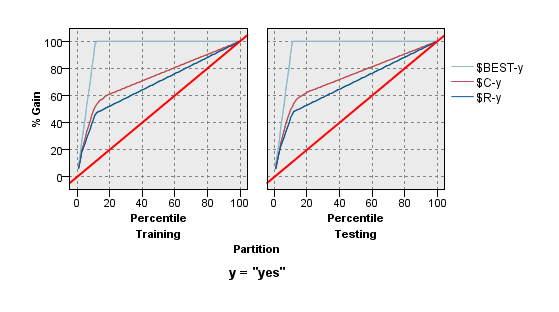 % Gain
100
80
60
40
20
0
0 20 40 60 80 100
Percentile
Training
0 20 40 60 80 100
Percentile
Testing
$BEST-y
$C-y
$R-y
Partition
y = "yes"